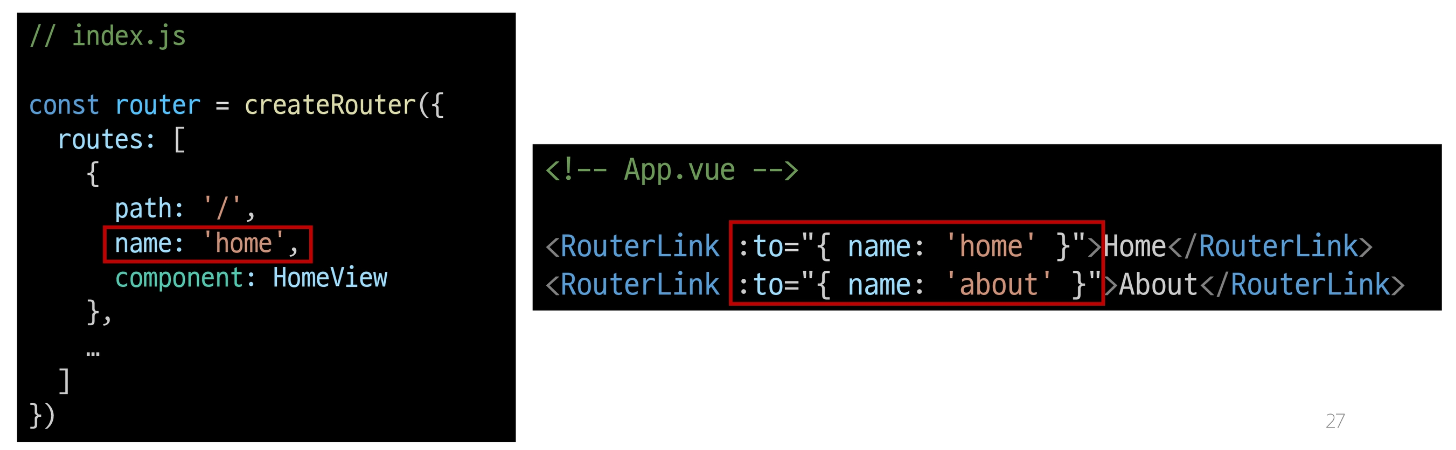 // index.js
const router = createRouter({
  routes: [
    {
      path: '/',
      name: 'home',
      component: HomeView
    },
    …
  ]
})
<!-- App.vue -->
<RouterLink :to="{ name: 'home' }">Home</RouterLink>
<RouterLink :to="{ name: 'about' }">About</RouterLink>
27